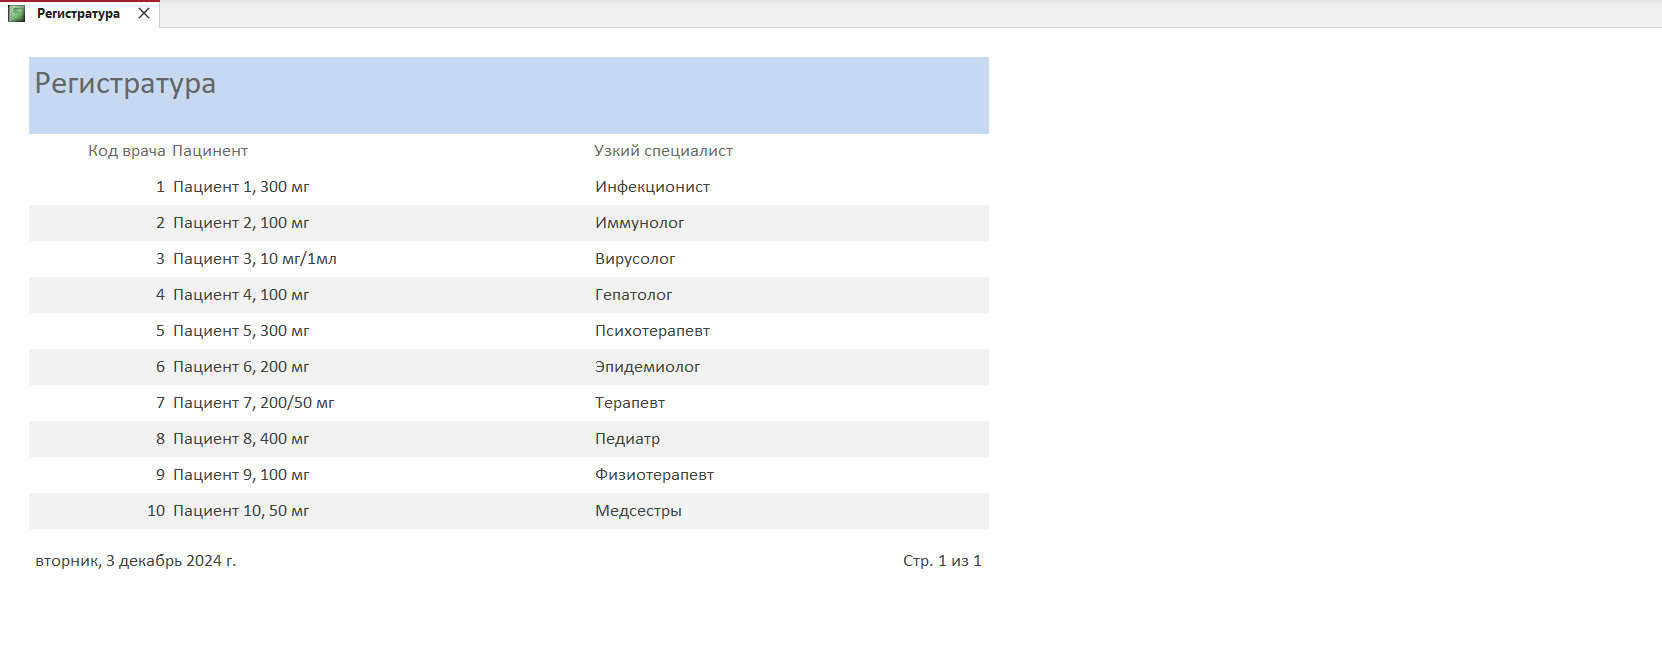 Регистратура
Регистратура
Код врача Пацинент Узкий специалист
1 Пациент 1, 300 мг Инфекционист
2 Пациент 2, 100 мг Иммунолог
3 Пациент 3, 10 мг/1мл Вирусолог
4 Пациент 4, 100 мг Гепатолог
5 Пациент 5, 300 мг Психотерапевт
6 Пациент 6, 200 мг Эпидемиолог
7 Пациент 7, 200/50 мг Терапевт
8 Пациент 8, 400 мг Педиатр
9 Пациент 9, 100 мг Физиотерапевт
10 Пациент 10, 50 мг Медсестры
вторник, 3 декабрь 2024 г. Стр. 1 из 1